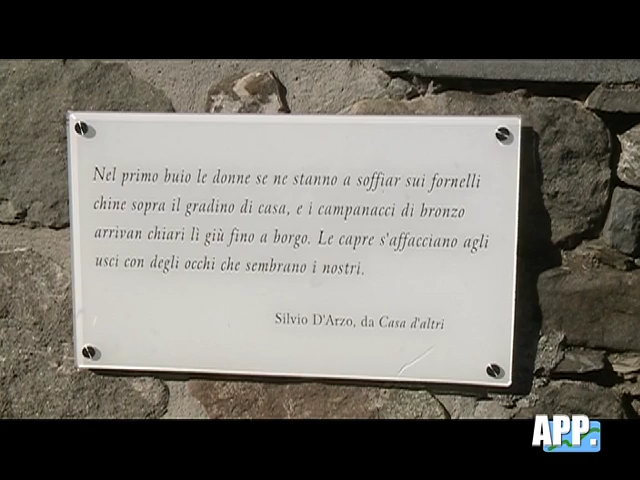 Nel primo buio le donne se ne stanno a soffiar sui fornelli
chine sopra il gradino di casa, e i campanacci di bronzo
arrivan chiari lì giù fino a borgo. Le capre s'affacciano agli
usci con degli occhi che sembrano i nostri.
Silvio D'Arzo, da Casa d'altri
APP.